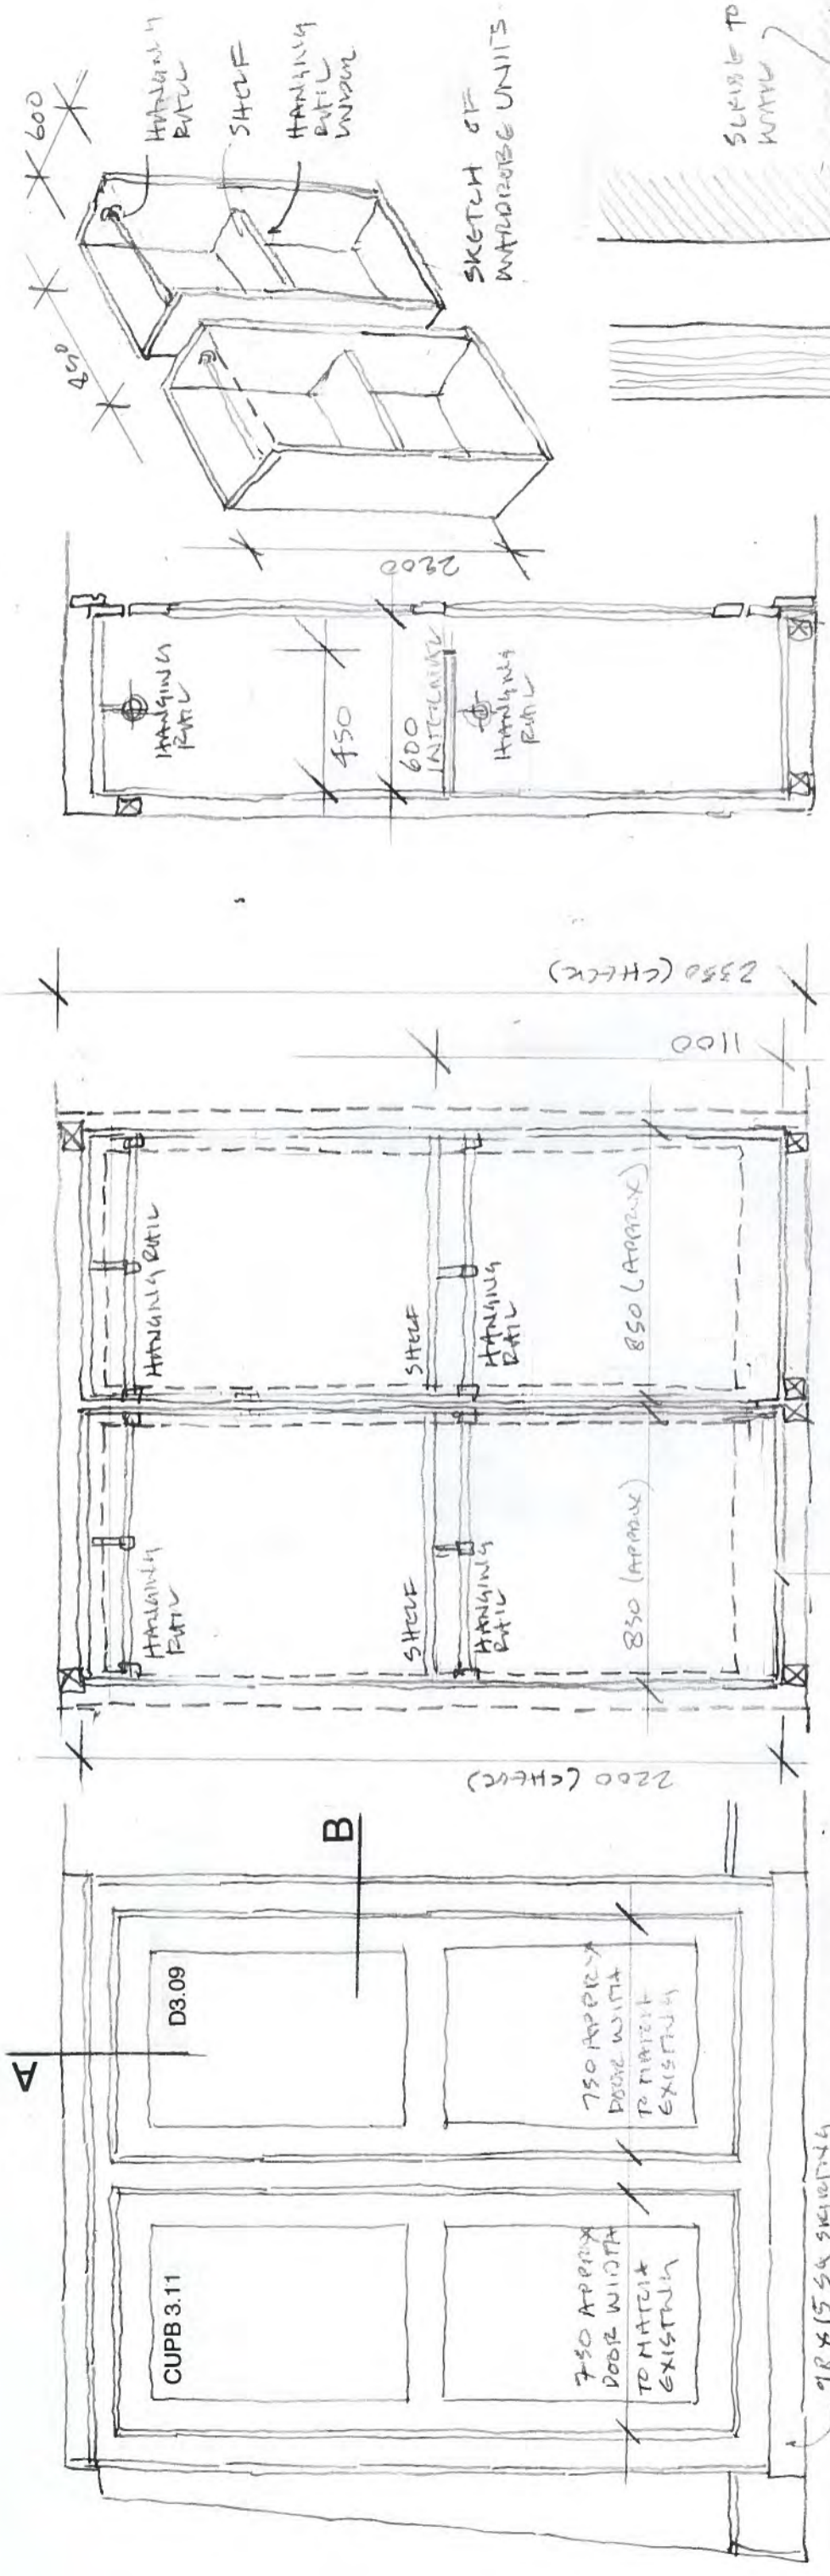 A
B
CUPB 3.11
D3.09
750 APPROX
DOOR WIDTH
TO MATCH
EXISTING
750 APPROX
DOOR WIDTH
TO MATCH
EXISTING
SKIRTING
2200 (CHECK)
HANGING
RAIL
HANGING RAIL
SHELF
HANGING
RAIL
SHELF
HANGING
RAIL
850 (APPROX)
850 (APPROX)
1100
2350 (CHECK)
HANGING
RAIL
450
600
INTERNAL
HANGING
RAIL
2200
600
HANGING
RAIL
SHELF
HANGING
RAIL
UNDER
SKETCH OF
WARDROBE UNITS
SCRIBE TO
WALL